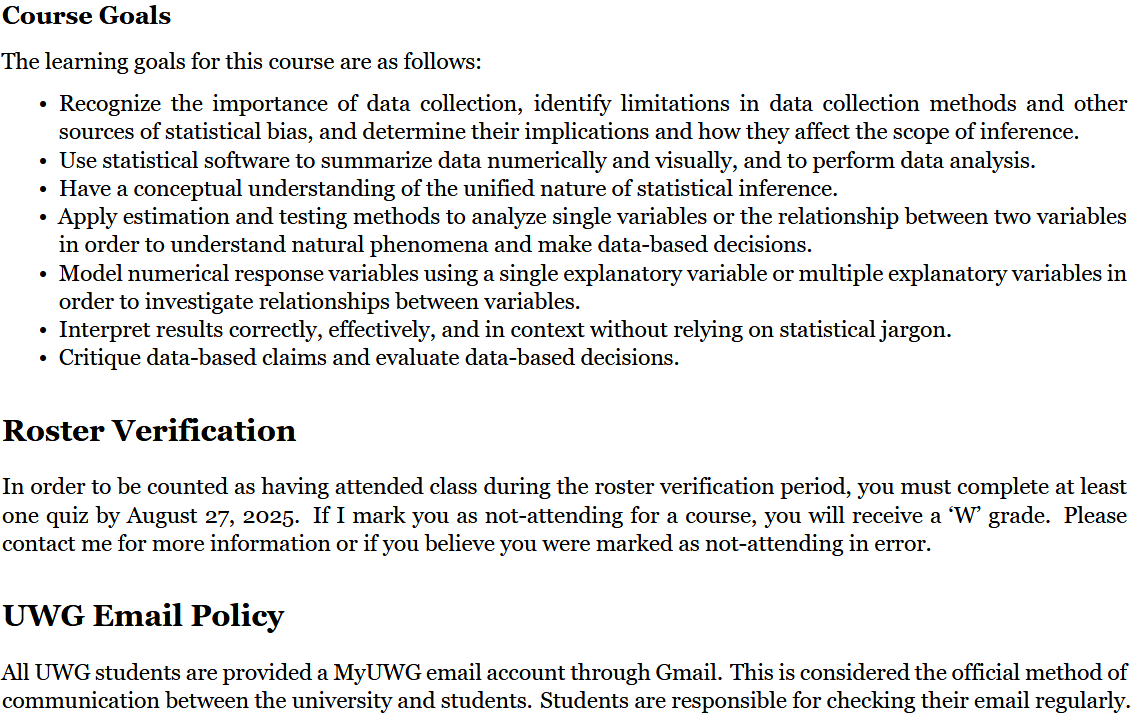 Course Goals
The learning goals for this course are as follows:
• Recognize the importance of data collection, identify limitations in data collection methods and other
sources of statistical bias, and determine their implications and how they affect the scope of inference.
• Use statistical software to summarize data numerically and visually, and to perform data analysis.
• Have a conceptual understanding of the unified nature of statistical inference.
• Apply estimation and testing methods to analyze single variables or the relationship between two variables
in order to understand natural phenomena and make data-based decisions.
• Model numerical response variables using a single explanatory variable or multiple explanatory variables in
order to investigate relationships between variables.
• Interpret results correctly, effectively, and in context without relying on statistical jargon.
• Critique data-based claims and evaluate data-based decisions.
Roster Verification
In order to be counted as having attended class during the roster verification period, you must complete at least
one quiz by August 27, 2025. If I mark you as not-attending for a course, you will receive a ‘W’ grade. Please
contact me for more information or if you believe you were marked as not-attending in error.
UWG Email Policy
All UWG students are provided a MyUWG email account through Gmail. This is considered the official method of
communication between the university and students. Students are responsible for checking their email regularly.